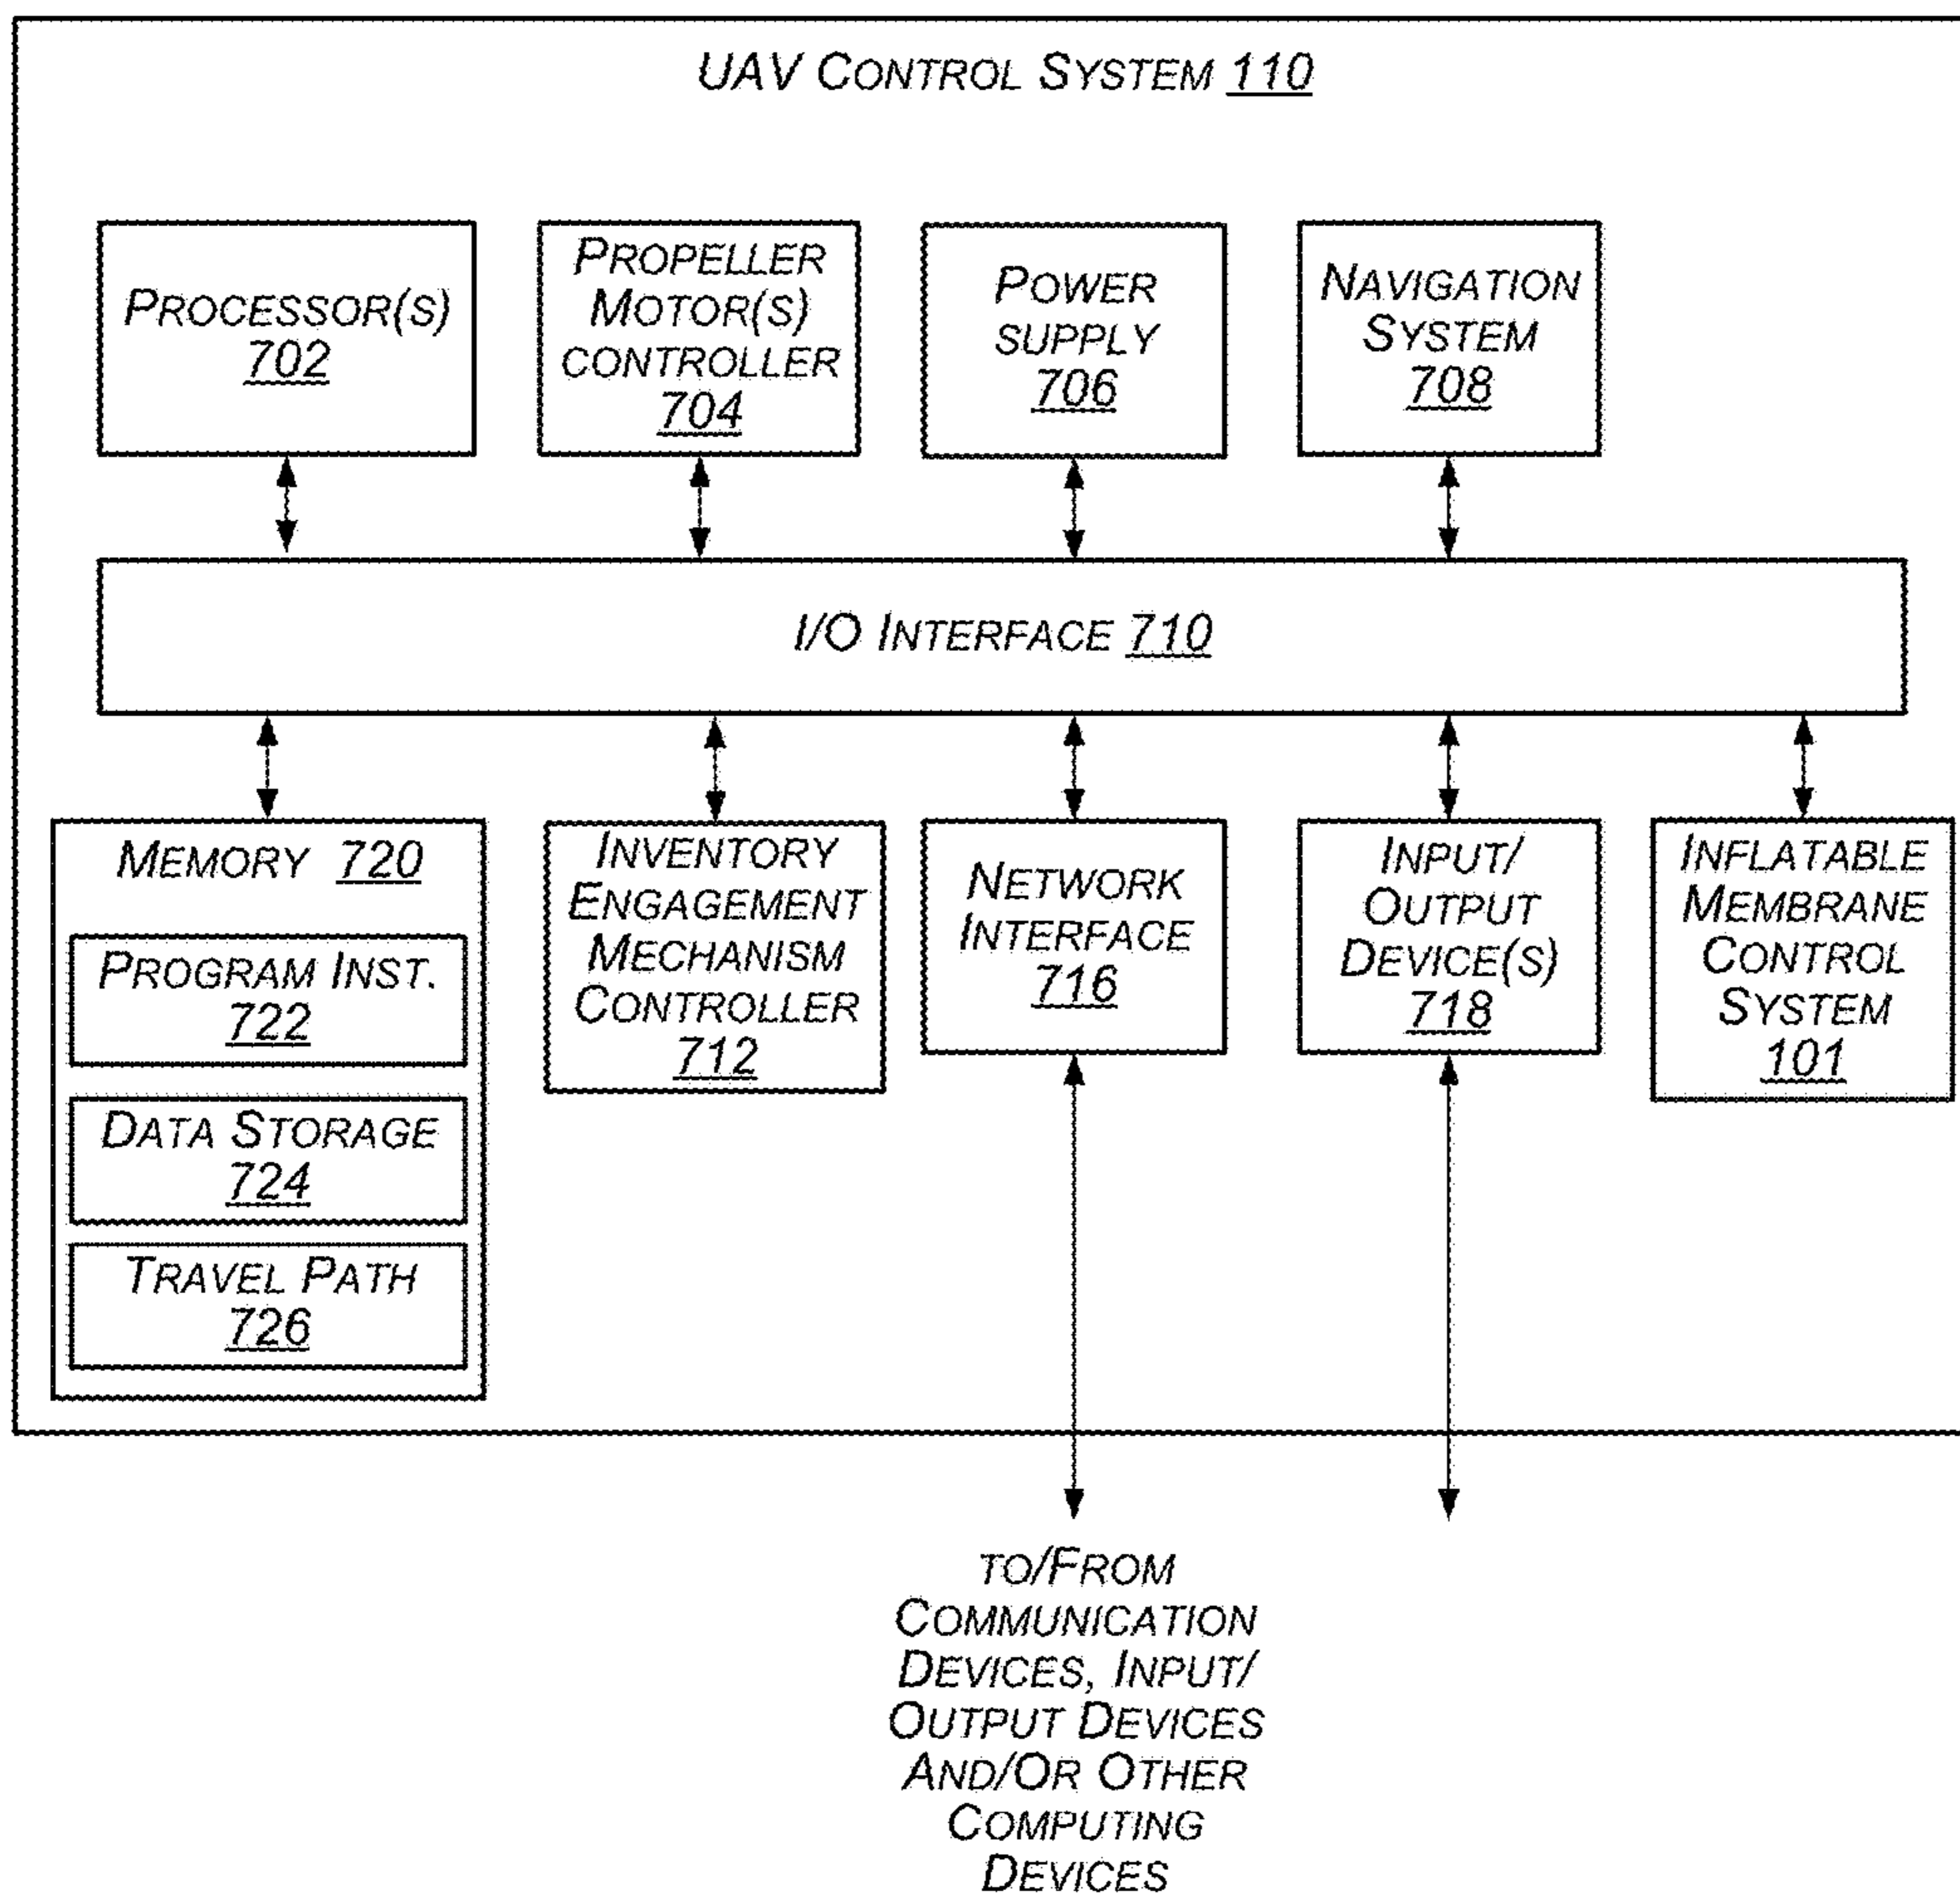 UAV CONTROL SYSTEM 110
PROCESSOR(S)
702
PROPELLER
MOTOR(S)
CONTROLLER
704
POWER
SUPPLY
706
NAVIGATION
SYSTEM
708
I/O INTERFACE 710
MEMORY 720
PROGRAM INST.
722
DATA STORAGE
724
TRAVEL PATH
726
INVENTORY
ENGAGEMENT
MECHANISM
CONTROLLER
712
NETWORK
INTERFACE
716
INPUT/
OUTPUT
DEVICE(S)
718
INFLATABLE
MEMBRANE
CONTROL
SYSTEM
101
TO/FROM
COMMUNICATION
DEVICES, INPUT/
OUTPUT DEVICES
AND/OR OTHER
COMPUTING
DEVICES